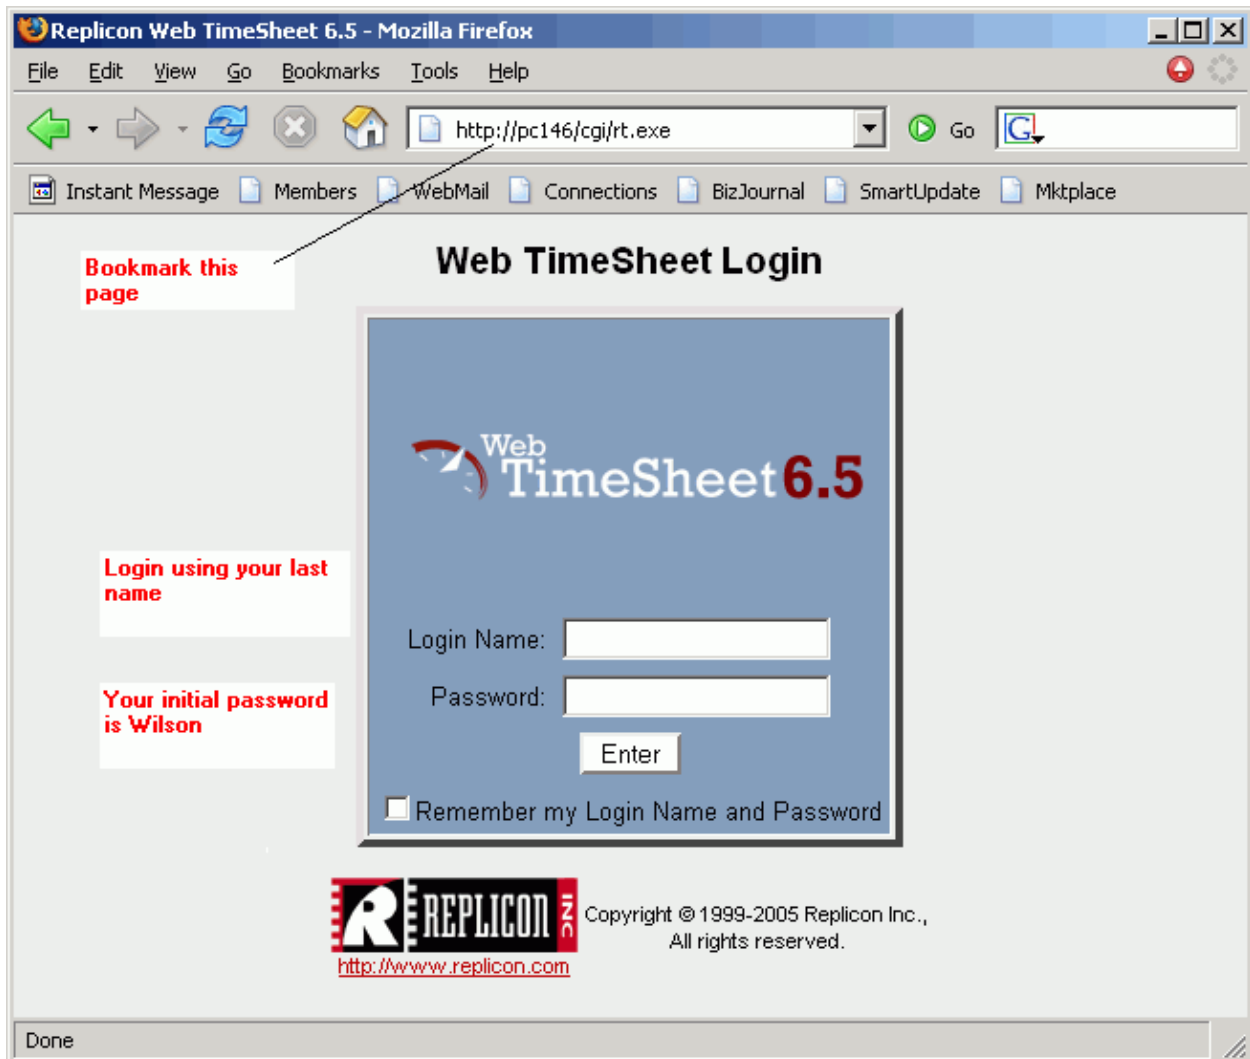 Replicon Web TimeSheet 6.5 - Mozilla Firefox
File Edit View Go Bookmarks Tools Help
http://pc146/cgi/rt.exe Go G
Instant Message Members WebMail Connections BizJournal SmartUpdate Mktplace
Bookmark this
page
Web TimeSheet Login
Web
TimeSheet 6.5
Login using your last
name
Login Name:
Your initial password
is Wilson
Password:
Enter
Remember my Login Name and Password
R REPLICON INC
http://www.replicon.com
Copyright © 1999-2005 Replicon Inc.,
All rights reserved.
Done